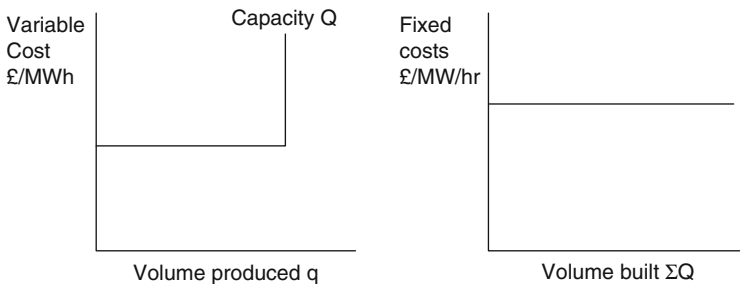 Variable
Cost
£/MWh
Capacity Q
Volume produced q
Fixed
costs
£/MW/hr
Volume built ΣQ